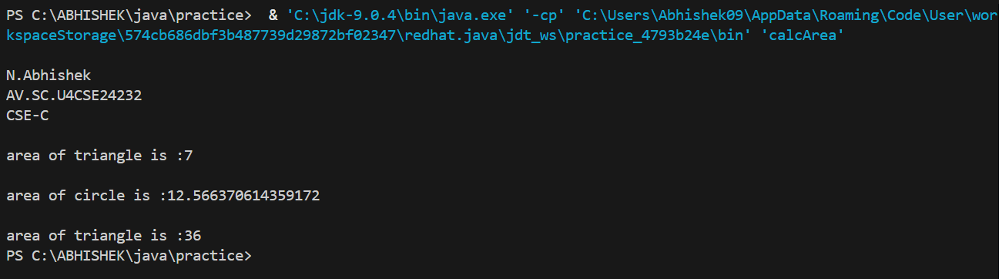 PS C:\ABHISHEK\java\practice>  & 'C:\jdk-9.0.4\bin\java.exe' '-cp' 'C:\Users\Abhishek09\AppData\Roaming\Code\User\wor
kspaceStorage\574cb686dbf3b487739d29872bf02347\redhat.java\jdt_ws\practice_4793b24e\bin' 'calcArea'
N.Abhishek
AV.SC.U4CSE24232
CSE-C
area of triangle is :7
area of circle is :12.566370614359172
area of triangle is :36
PS C:\ABHISHEK\java\practice>